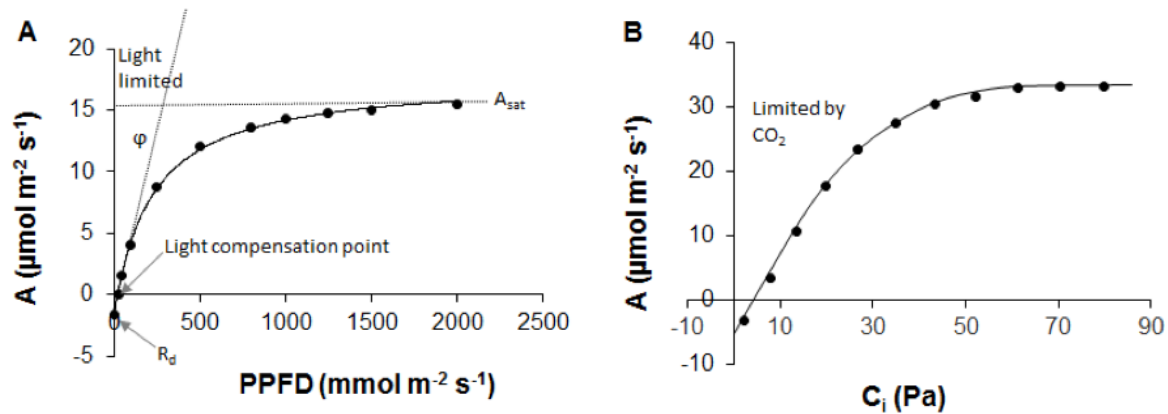 A
Light
limited
φ
A_sat
Light compensation point
R_d
20
15
10
5
0
-5
0
500
1000
1500
2000
2500
A (µmol m⁻² s⁻¹)
PPFD (mmol m⁻² s⁻¹)
B
Limited by
CO₂
40
30
20
10
0
-10
-10
10
30
50
70
90
A (µmol m⁻² s⁻¹)
C_i (Pa)